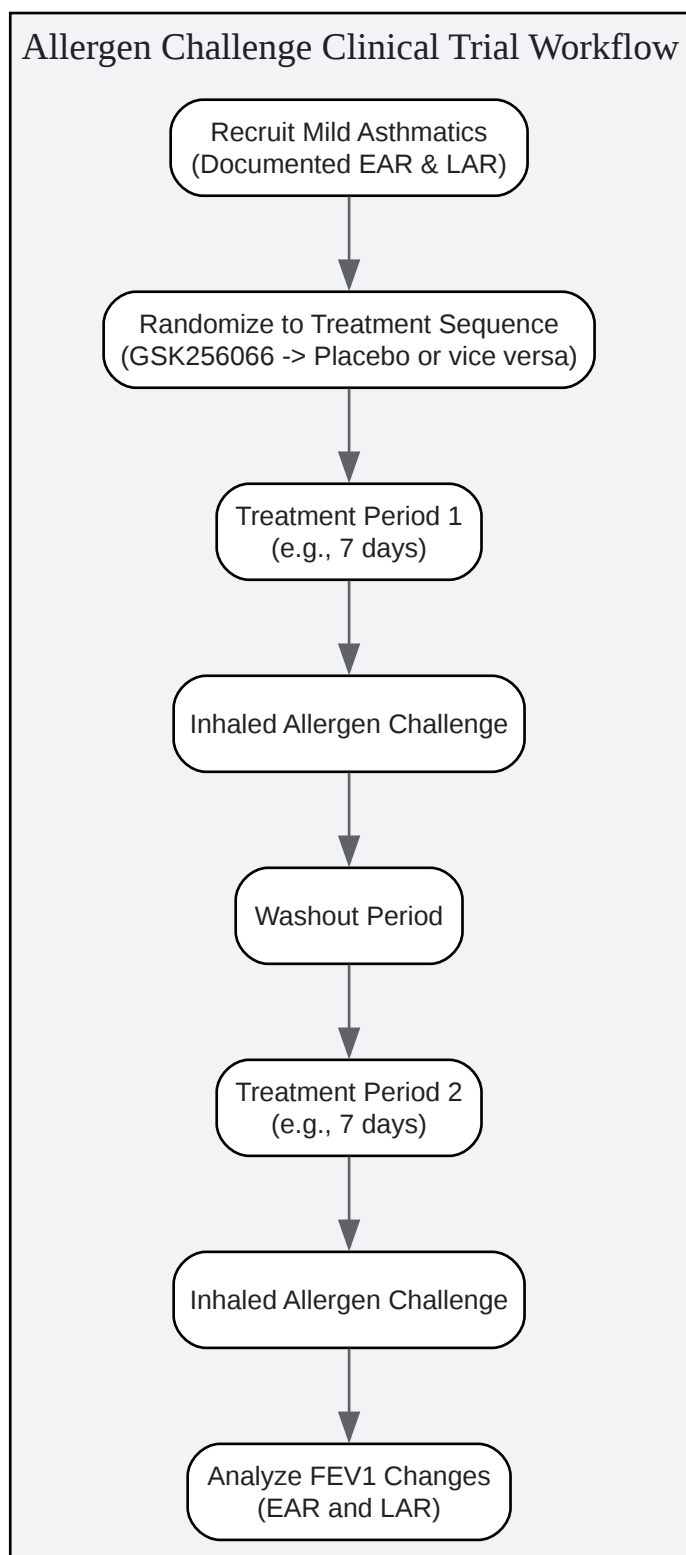 Allergen Challenge Clinical Trial Workflow
Recruit Mild Asthmatics
(Documented EAR & LAR)
Randomize to Treatment Sequence
(GSK256066 -> Placebo or vice versa)
Treatment Period 1
(e.g., 7 days)
Inhaled Allergen Challenge
Washout Period
Treatment Period 2
(e.g., 7 days)
Inhaled Allergen Challenge
Analyze FEV1 Changes
(EAR and LAR)